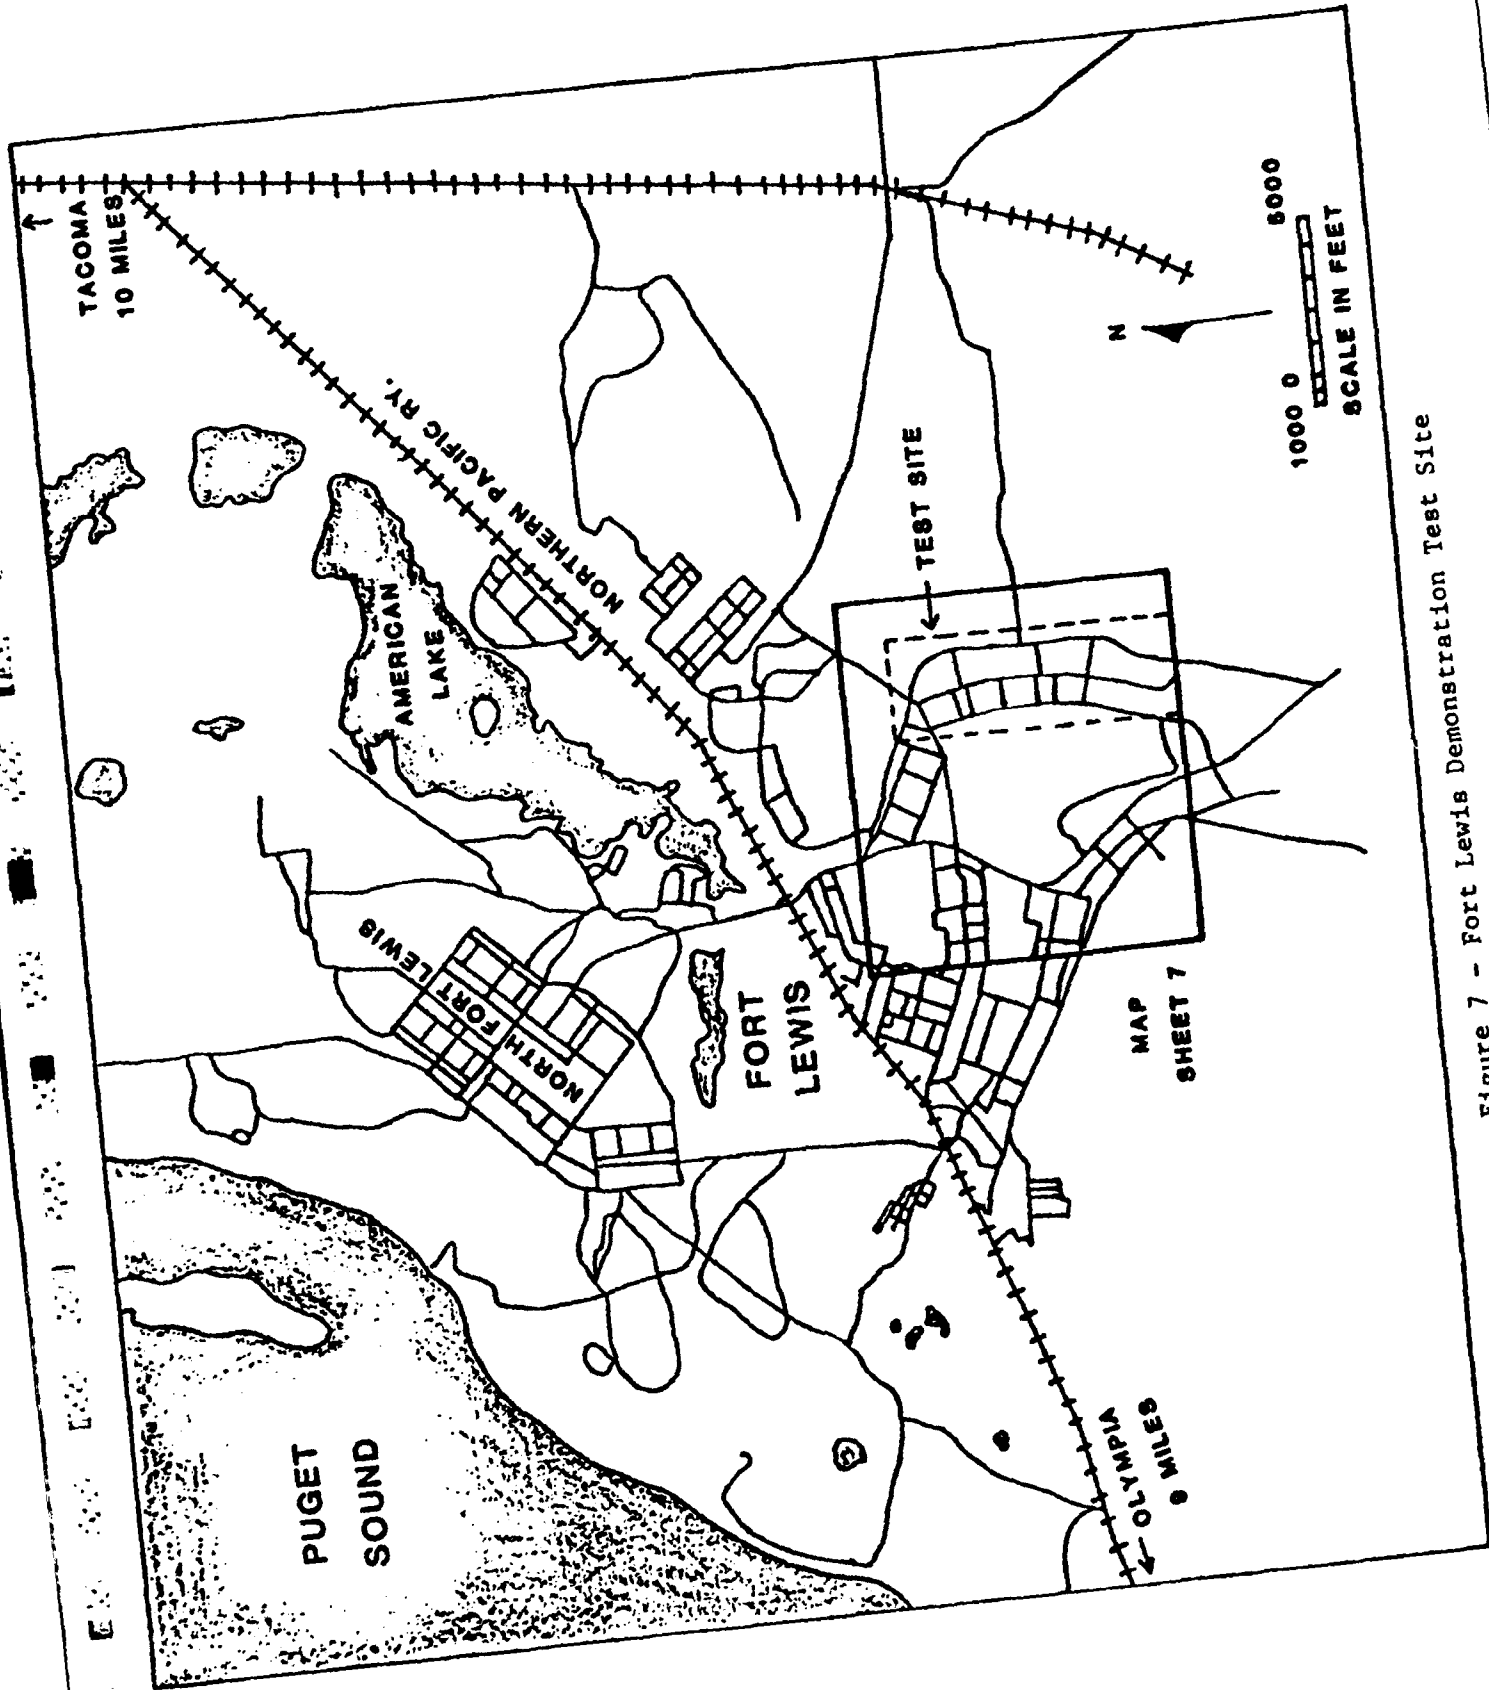 TACOMA
10 MILES
NORTHERN PACIFIC RY.
AMERICAN
LAKE
NORTH FORT LEWIS
FORT
LEWIS
PUGET
SOUND
TEST SITE
N
1000 0 5000
SCALE IN FEET
MAP
SHEET 7
OLYMPIA
9 MILES
Figure 7 - Fort Lewis Demonstration Test Site